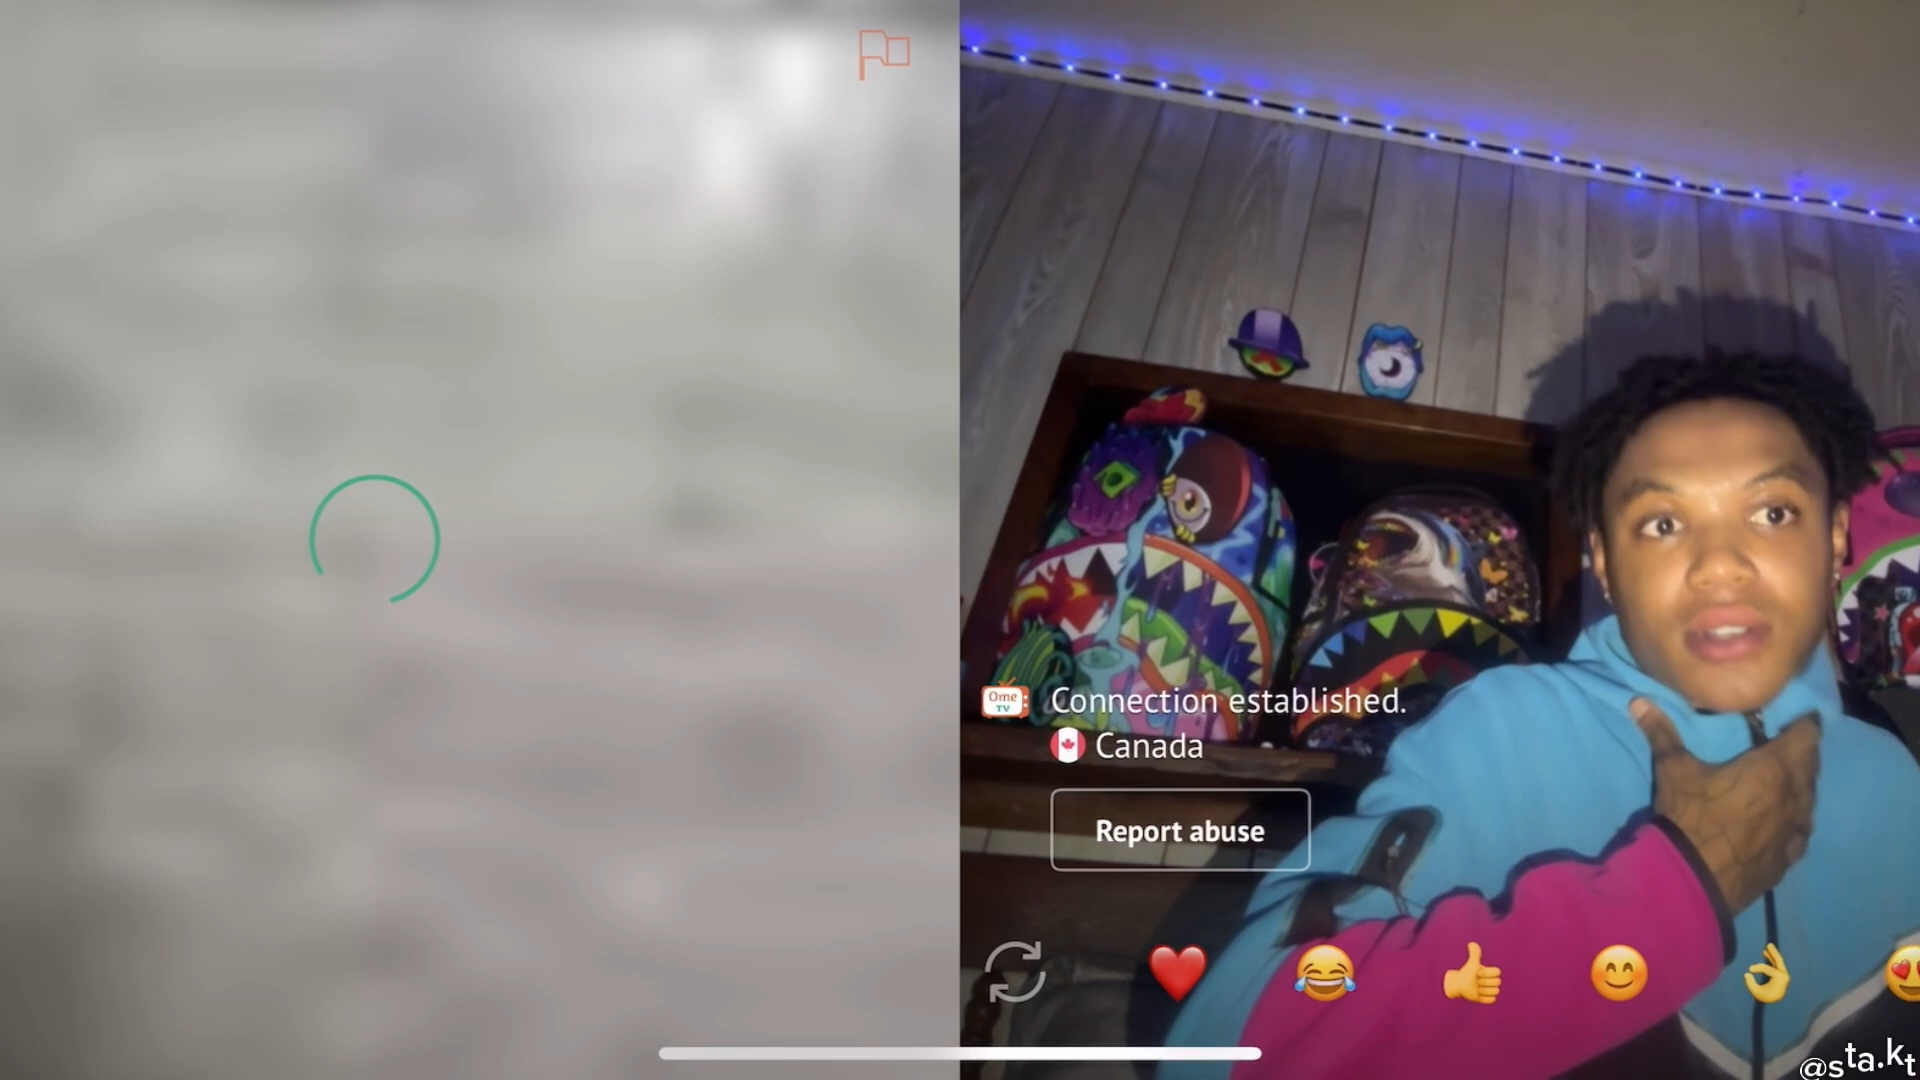 Ome
TV
Connection established.
Canada
Report abuse
@sta.kt